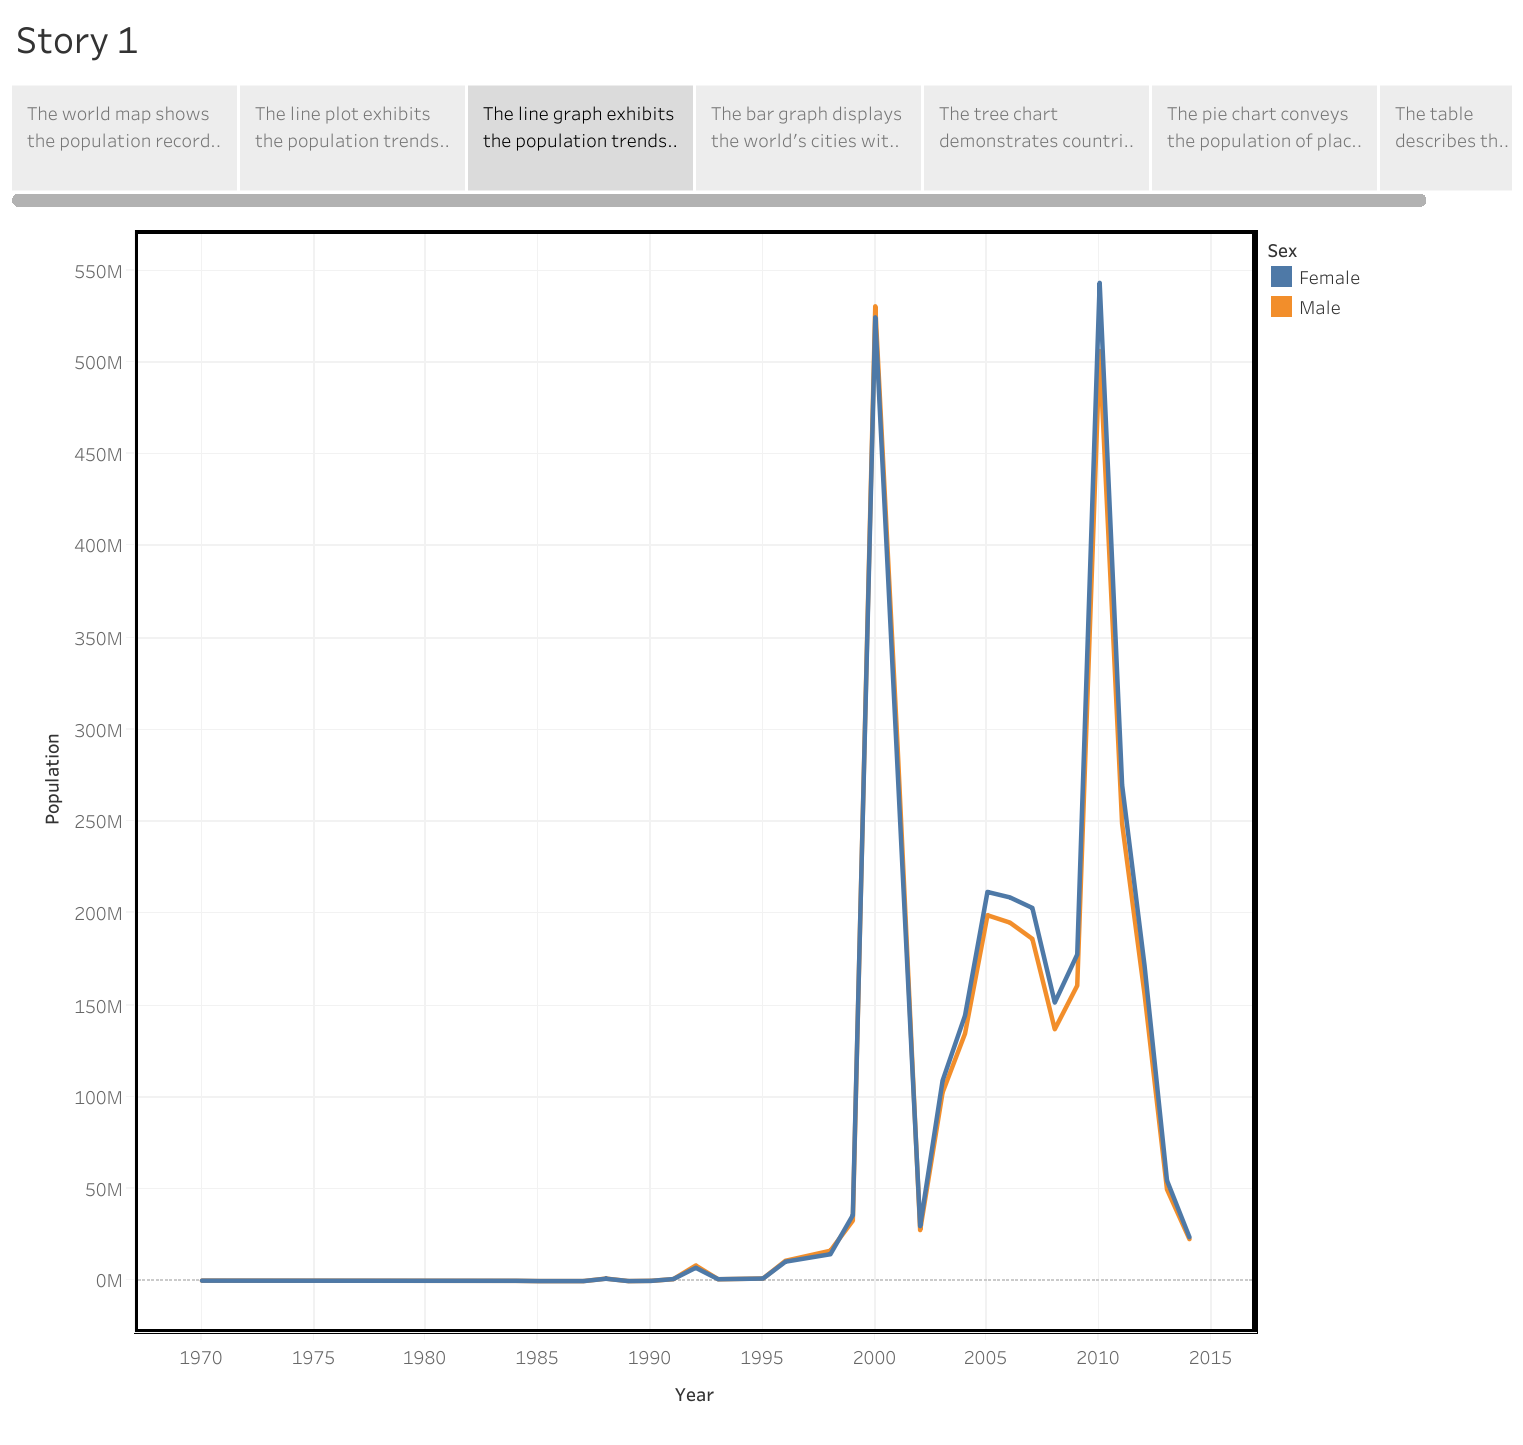 Story 1
The world map shows
the population record..
The line plot exhibits
the population trends..
The line graph exhibits
the population trends..
The bar graph displays
the world's cities wit..
The tree chart
demonstrates countri..
The pie chart conveys
the population of plac..
The table
describes th..
Sex
Female
Male
550M
500M
450M
400M
350M
300M
250M
200M
150M
100M
50M
0M
Population
1970 1975 1980 1985 1990 1995 2000 2005 2010 2015
Year